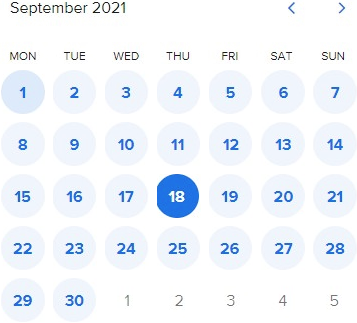 September 2021
MON TUE WED THU FRI SAT SUN
1 2 3 4 5 6 7
8 9 10 11 12 13 14
15 16 17 18 19 20 21
22 23 24 25 26 27 28
29 30 1 2 3 4 5